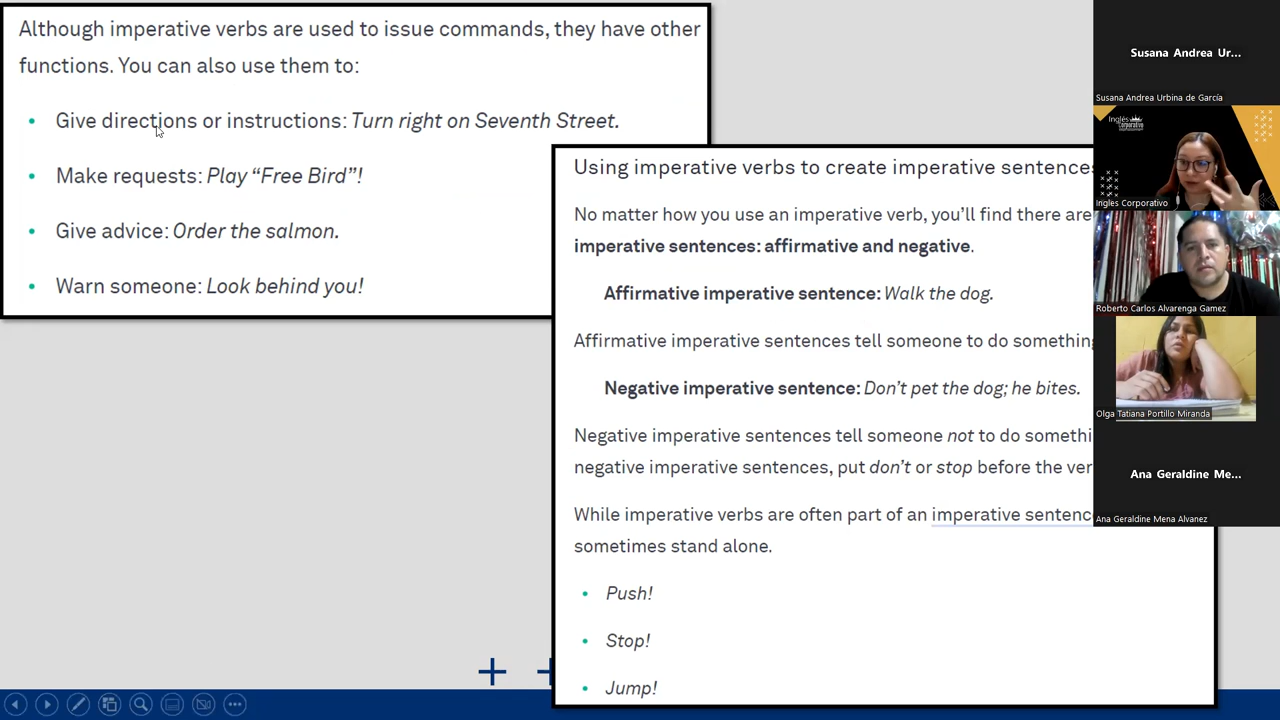 Although imperative verbs are used to issue commands, they have other
functions. You can also use them to:
• Give directions or instructions: Turn right on Seventh Street.
• Make requests: Play “Free Bird”!
• Give advice: Order the salmon.
• Warn someone: Look behind you!
Using imperative verbs to create imperative sentences
No matter how you use an imperative verb, you’ll find there are
imperative sentences: affirmative and negative.
Affirmative imperative sentence: Walk the dog.
Affirmative imperative sentences tell someone to do something
Negative imperative sentence: Don’t pet the dog; he bites.
Negative imperative sentences tell someone not to do somethi
negative imperative sentences, put don’t or stop before the ver
While imperative verbs are often part of an imperative sentenc
sometimes stand alone.
• Push!
• Stop!
• Jump!
Susana Andrea Ur...
Susana Andrea Urbina de García
Inglés
Corporativo
Ingles Corporativo
Roberto Carlos Alvarenga Gamez
Olga Tatiana Portillo Miranda
Ana Geraldine Me...
Ana Geraldine Mena Alvanez